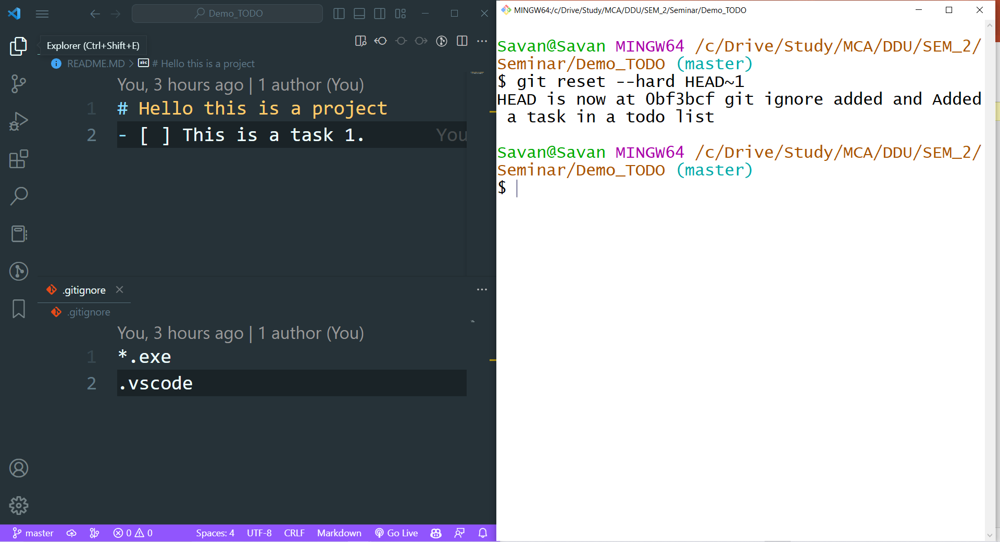 Demo_TODO
Explorer (Ctrl+Shift+E)
README.MD > abc # Hello this is a project
You, 3 hours ago | 1 author (You)
1 # Hello this is a project
2 - [ ] This is a task 1. You
.gitignore
.gitignore
You, 3 hours ago | 1 author (You)
1 *.exe
2 .vscode
master 0 0 Spaces: 4 UTF-8 CRLF Markdown Go Live
MINGW64:/c/Drive/Study/MCA/DDU/SEM_2/Seminar/Demo_TODO
Savan@Savan MINGW64 /c/Drive/Study/MCA/DDU/SEM_2/
Seminar/Demo_TODO (master)
$ git reset --hard HEAD~1
HEAD is now at 0bf3bcf git ignore added and Added
a task in a todo list
Savan@Savan MINGW64 /c/Drive/Study/MCA/DDU/SEM_2/
Seminar/Demo_TODO (master)
$